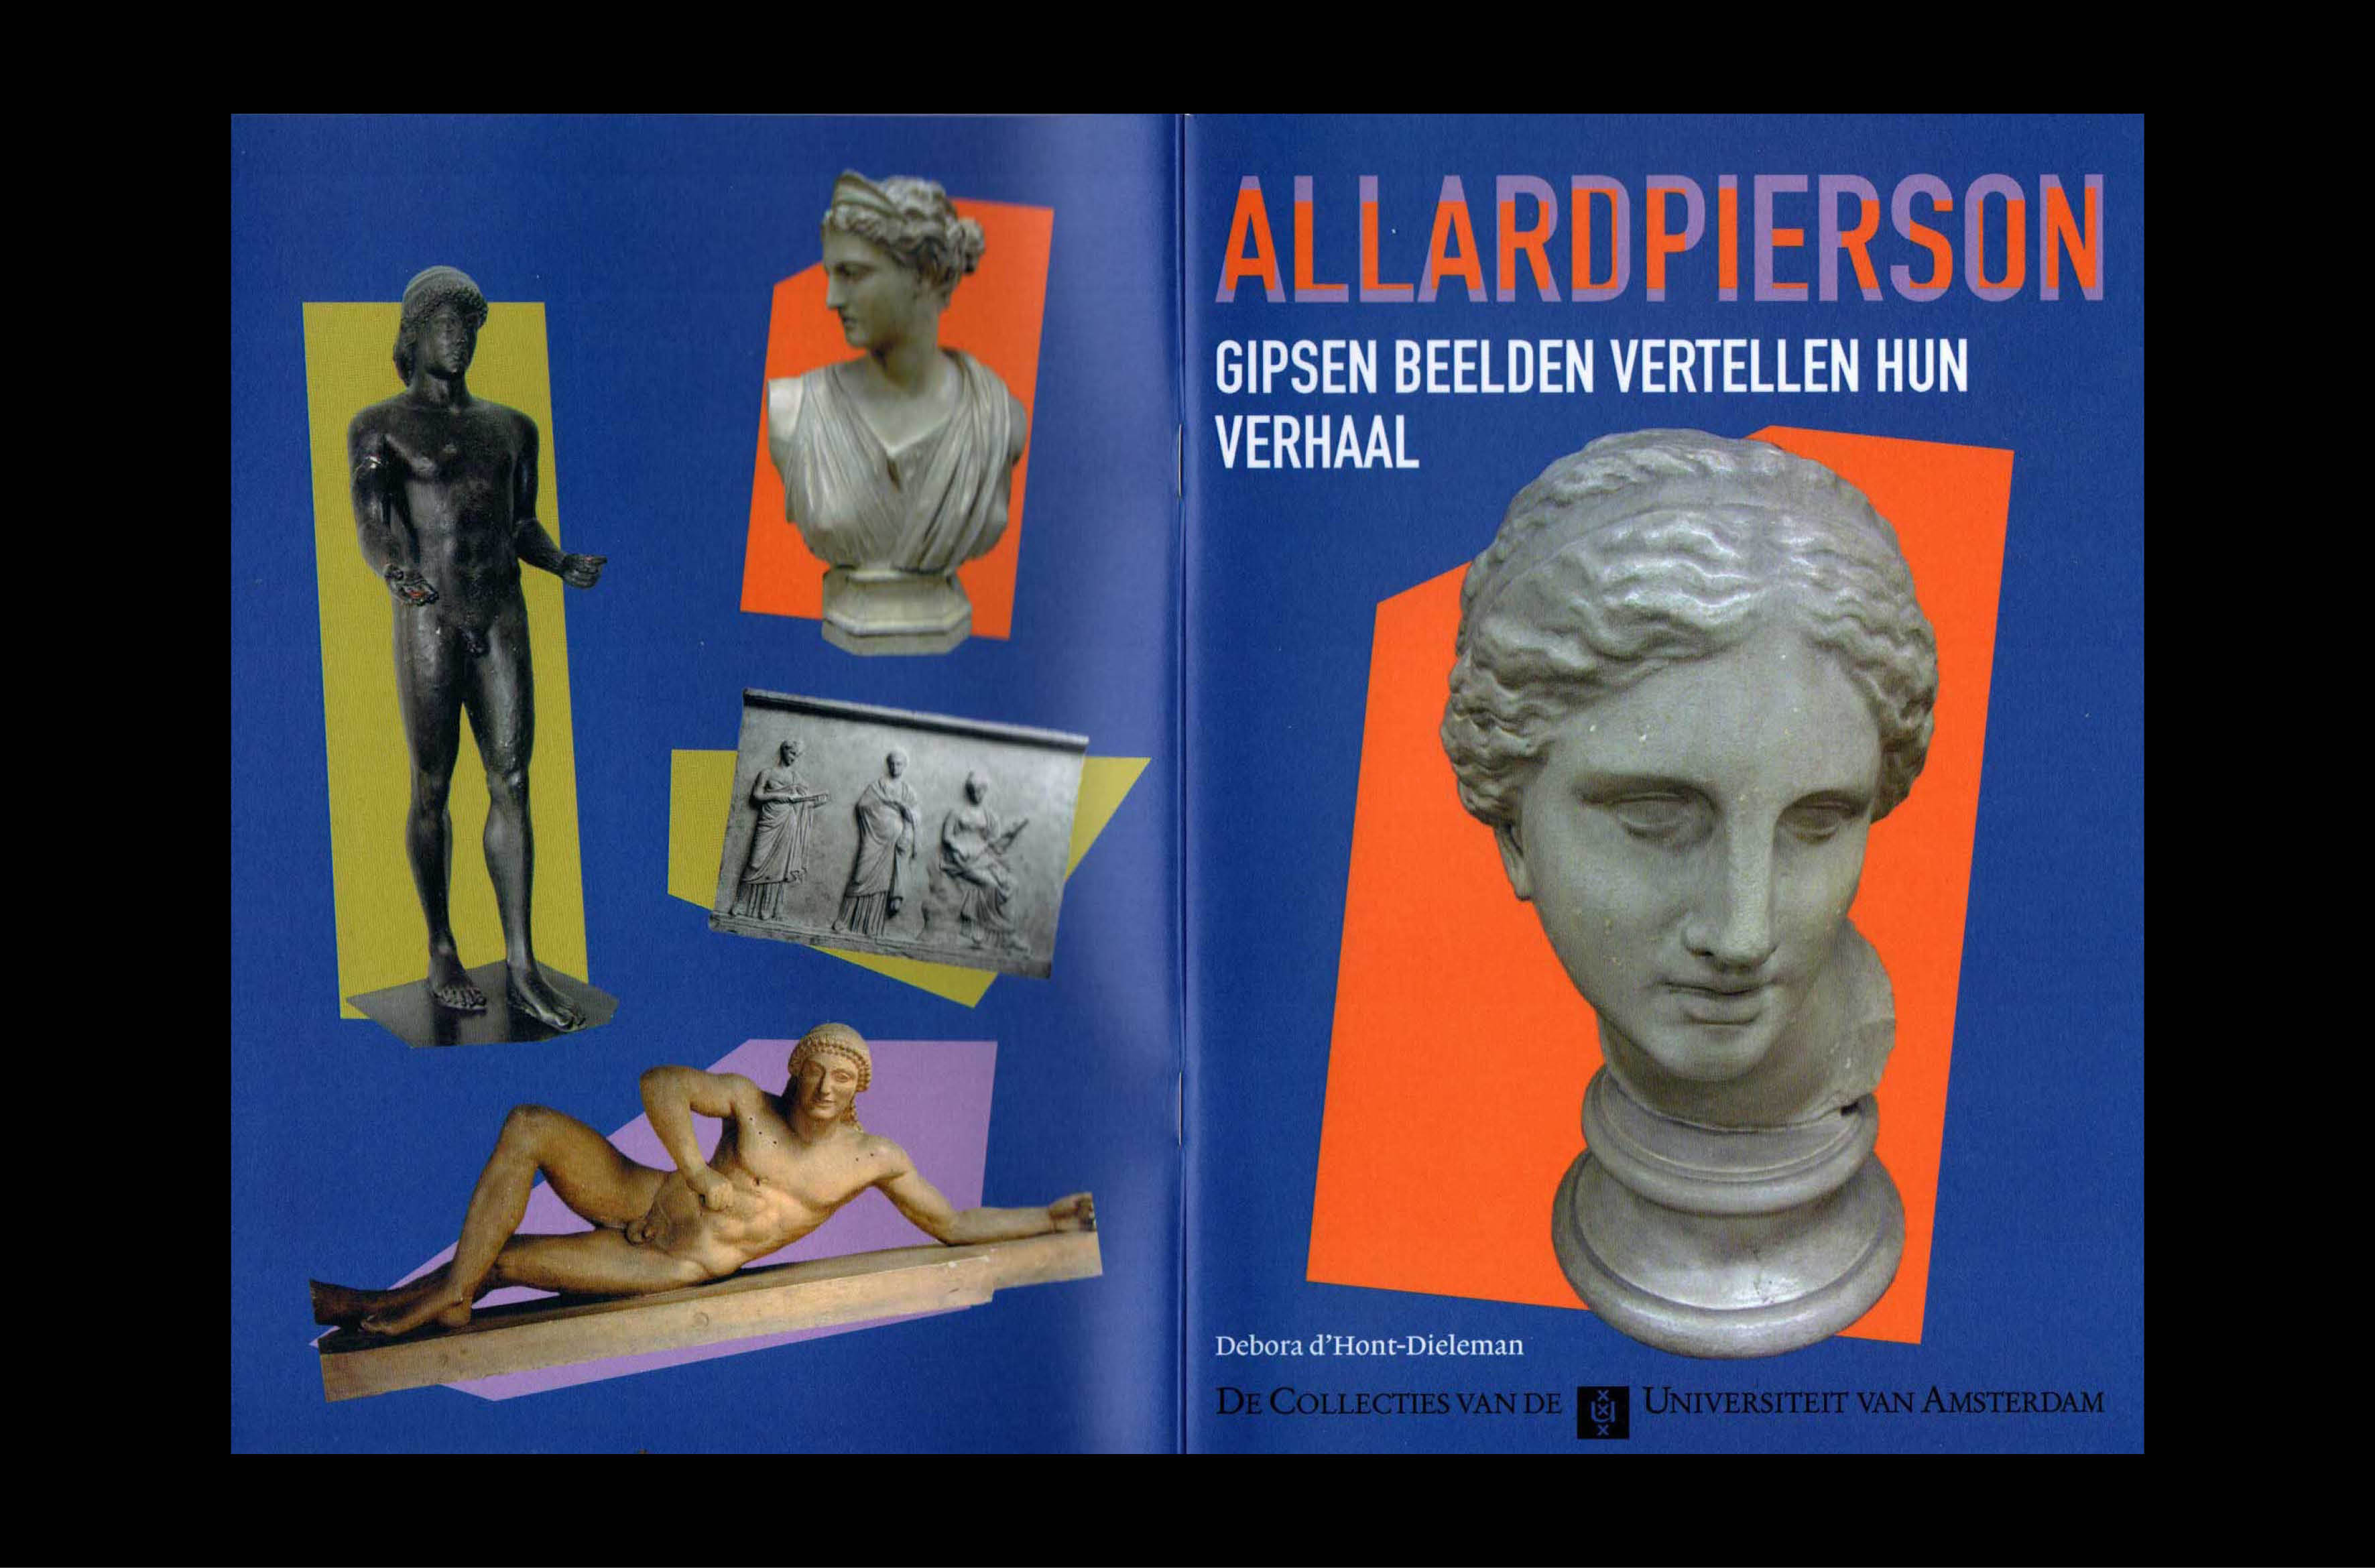 ALLARDPIERSON
GIPSEN BEELDEN VERTELLEN HUN
VERHAAL
Debora d'Hont-Dieleman
DE COLLECTIES VAN DE UNIVERSITEIT VAN AMSTERDAM